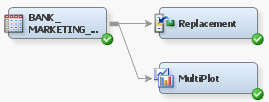 BANK_
MARKETING_...
Replacement
MultiPlot